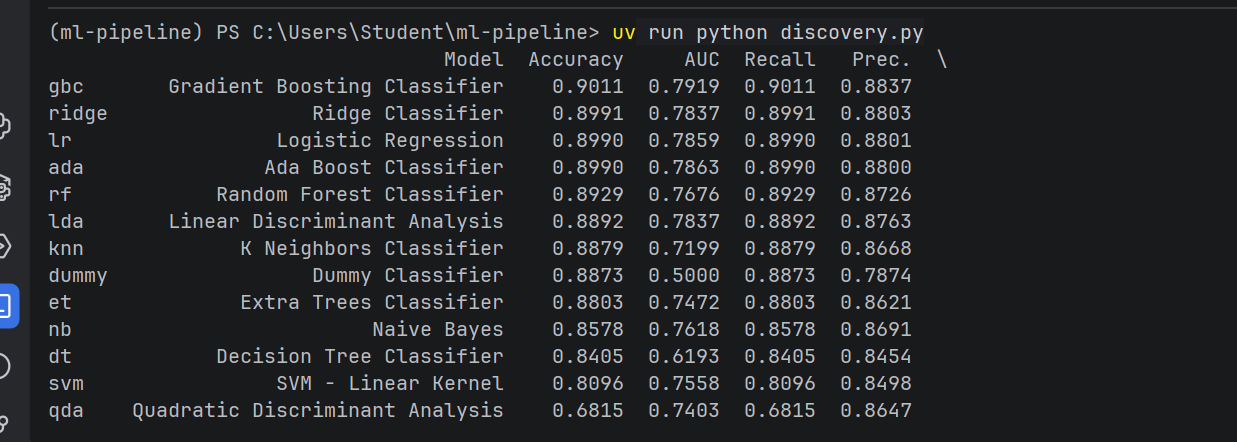 (ml-pipeline) PS C:\Users\Student\ml-pipeline> uv run python discovery.py
Model Accuracy AUC Recall Prec. \
gbc Gradient Boosting Classifier 0.9011 0.7919 0.9011 0.8837
ridge Ridge Classifier 0.8991 0.7837 0.8991 0.8803
lr Logistic Regression 0.8990 0.7859 0.8990 0.8801
ada Ada Boost Classifier 0.8990 0.7863 0.8990 0.8800
rf Random Forest Classifier 0.8929 0.7676 0.8929 0.8726
lda Linear Discriminant Analysis 0.8892 0.7837 0.8892 0.8763
knn K Neighbors Classifier 0.8879 0.7199 0.8879 0.8668
dummy Dummy Classifier 0.8873 0.5000 0.8873 0.7874
et Extra Trees Classifier 0.8803 0.7472 0.8803 0.8621
nb Naive Bayes 0.8578 0.7618 0.8578 0.8691
dt Decision Tree Classifier 0.8405 0.6193 0.8405 0.8454
svm SVM - Linear Kernel 0.8096 0.7558 0.8096 0.8498
qda Quadratic Discriminant Analysis 0.6815 0.7403 0.6815 0.8647